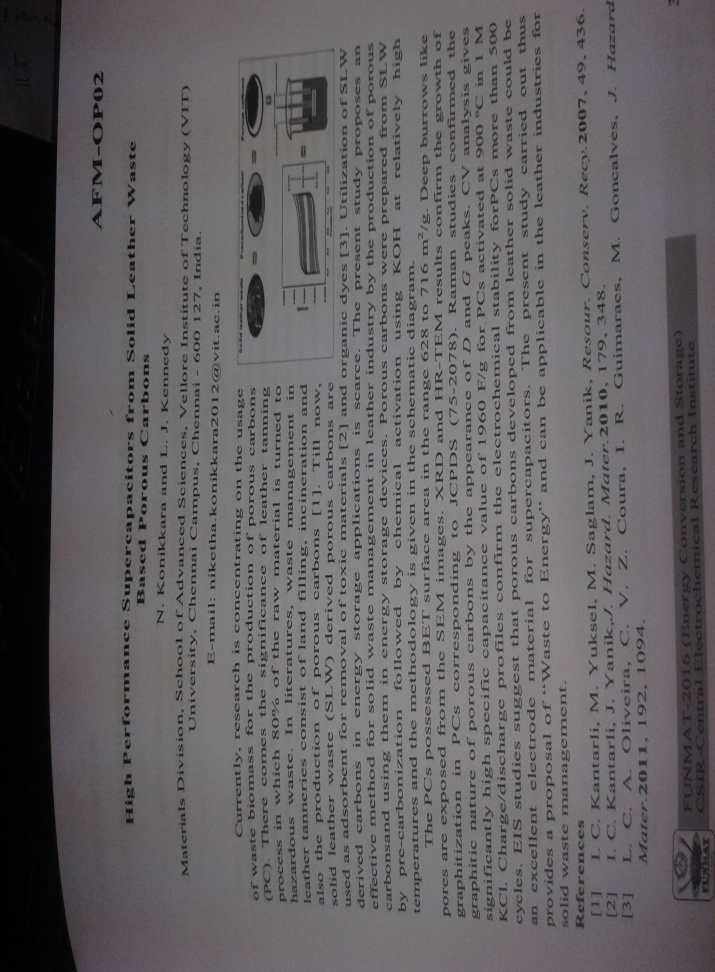 AFM-OP02
High Performance Supercapacitors from Solid Leather Waste
Based Porous Carbons
N. Konikkara and L. J. Kennedy
Materials Division, School of Advanced Sciences, Vellore Institute of Technology (VIT)
University, Chennai Campus, Chennai - 600 127, India.
E-mail: niketha.konikkara2012@vit.ac.in
Currently, research is concentrating on the usage
of waste biomass for the production of porous carbons
(PC). There comes the significance of leather tanning
process in which 80% of the raw material is turned to
hazardous waste. In literatures, waste management in
leather tanneries consist of land filling, incineration and
also the production of porous carbons [1]. Till now,
solid leather waste (SLW) derived porous carbons are
used as adsorbent for removal of toxic materials [2] and organic dyes [3]. Utilization of SLW
derived carbons in energy storage applications is scarce. The present study proposes an
effective method for solid waste management in leather industry by the production of porous
carbonsand using them in energy storage devices. Porous carbons were prepared from SLW
by pre-carbonization followed by chemical activation using KOH at relatively high
temperatures and the methodology is given in the schematic diagram.
The PCs possessed BET surface area in the range 628 to 716 m²/g. Deep burrows like
pores are exposed from the SEM images. XRD and HR-TEM results confirm the growth of
graphitization in PCs corresponding to JCPDS (75-2078). Raman studies confirmed the
graphitic nature of porous carbons by the appearance of D and G peaks. CV analysis gives
significantly high specific capacitance value of 1960 F/g for PCs activated at 900 °C in 1 M
KCl. Charge/discharge profiles confirm the electrochemical stability forPCs more than 500
cycles. EIS studies suggest that porous carbons developed from leather solid waste could be
an excellent electrode material for supercapacitors. The present study carried out thus
provides a proposal of “Waste to Energy” and can be applicable in the leather industries for
solid waste management.
References
[1] I. C. Kantarli, M. Yuksel, M. Saglam, J. Yanik, Resour. Conserv. Recy. 2007, 49, 436.
[2] I. C. Kantarli, J. Yanik,J. Hazard. Mater.2010, 179, 348.
[3] L. C. A. Oliveira, C. V. Z. Coura, I. R. Guimaraes, M. Goncalves, J. Hazard
Mater.2011, 192, 1094.
FUNMAT-2016 (Energy Conversion and Storage)
CSIR-Central Electrochemical Research Institute
FUNMAT